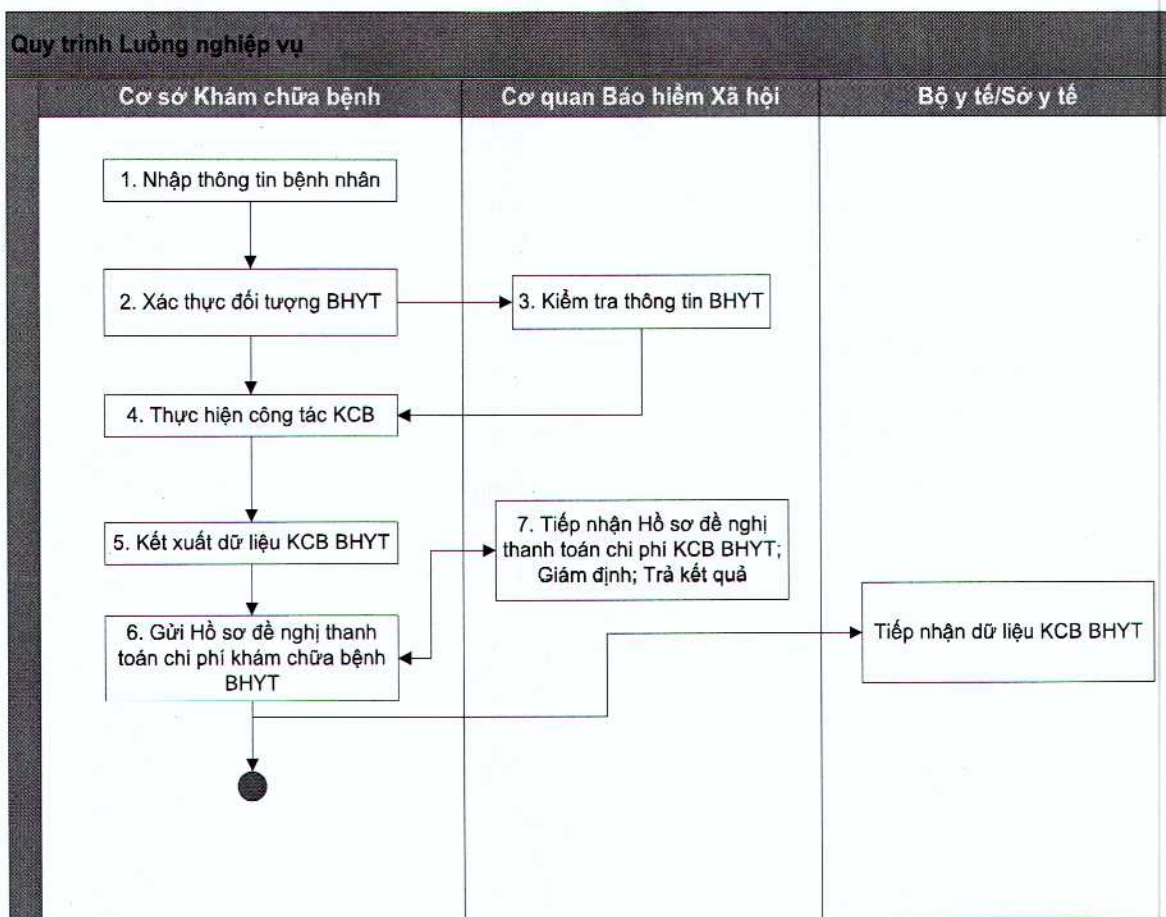 Quy trình Luồng nghiệp vụ
Cơ sở Khám chữa bệnh
Cơ quan Bảo hiểm Xã hội
Bộ y tế/Sở y tế
1. Nhập thông tin bệnh nhân
2. Xác thực đối tượng BHYT
3. Kiểm tra thông tin BHYT
4. Thực hiện công tác KCB
5. Kết xuất dữ liệu KCB BHYT
7. Tiếp nhận Hồ sơ đề nghị
thanh toán chi phí KCB BHYT;
Giám định; Trả kết quả
6. Gửi Hồ sơ đề nghị thanh
toán chi phí khám chữa bệnh
BHYT
Tiếp nhận dữ liệu KCB BHYT